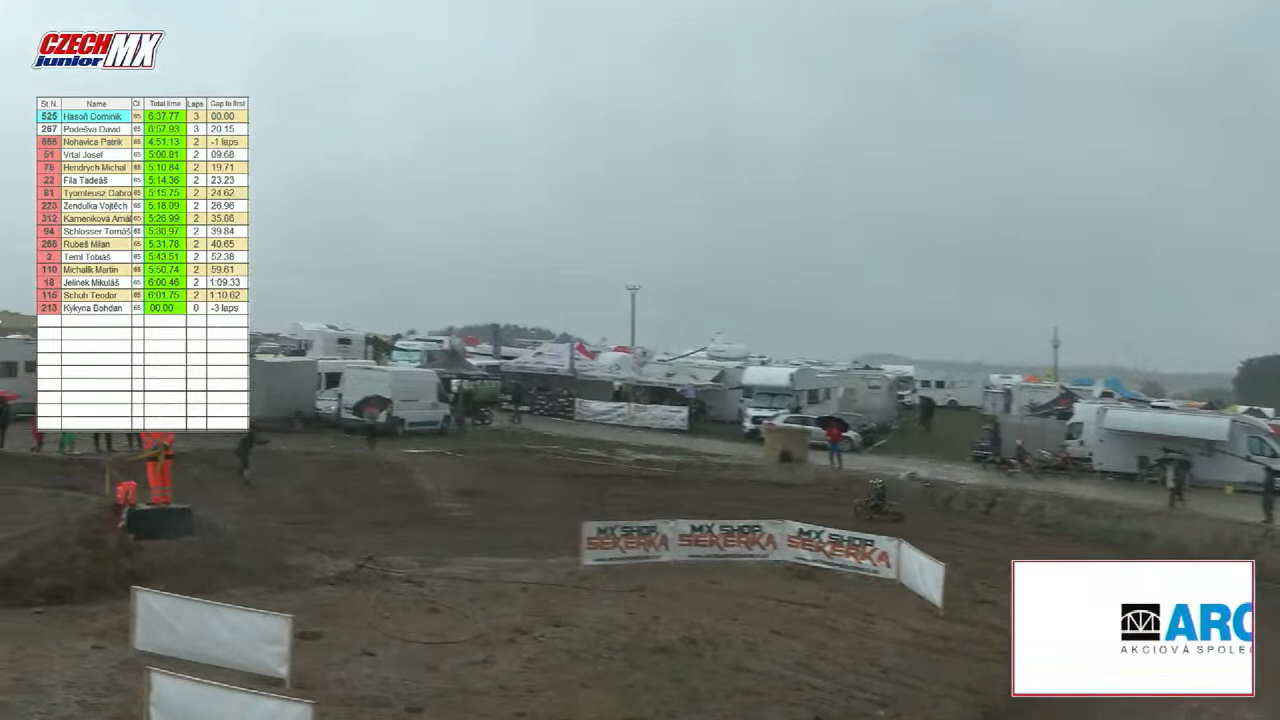 CZECH
junior MX
St.N. Name Cl Total time Laps Gap to first
525 Hasoň Dominik 65 6:37.77 3 00.00
267 Poděšva David 65 6:57.93 3 20.15
Nohavica Patrik 65 4:51.13 2 -1 laps
51 Vrtal Josef 65 5:00.81 2 09.68
75 Hendrych Michal 65 5:10.84 2 19.71
22 Fíla Tadeáš 65 5:14.36 2 23.23
81 65 5:15.75 2 24.62
223 Zendulka Vojtěch 65 5:18.09 2 26.96
312 Kameníková Amál 65 5:26.99 2 35.86
94 Schlosser Tomáš 65 5:30.97 2 39.84
Rubeš Milan 65 5:31.78 2 40.65
2 Teml Tobiáš 65 5:43.51 2 52.38
110 Michalík Martin 65 5:50.74 2 59.61
18 Jelínek Mikuláš 65 6:00.46 2 1:09.33
115 Schuh Teodor 65 6:01.75 2 1:10.62
213 Kykyna Bohdan 65 00.00 0 -3 laps
MX SHOP SEKERKA
MX SHOP SEKERKA
MX SHOP SEKERKA
ARC
AKCIOVÁ SPOLEČ